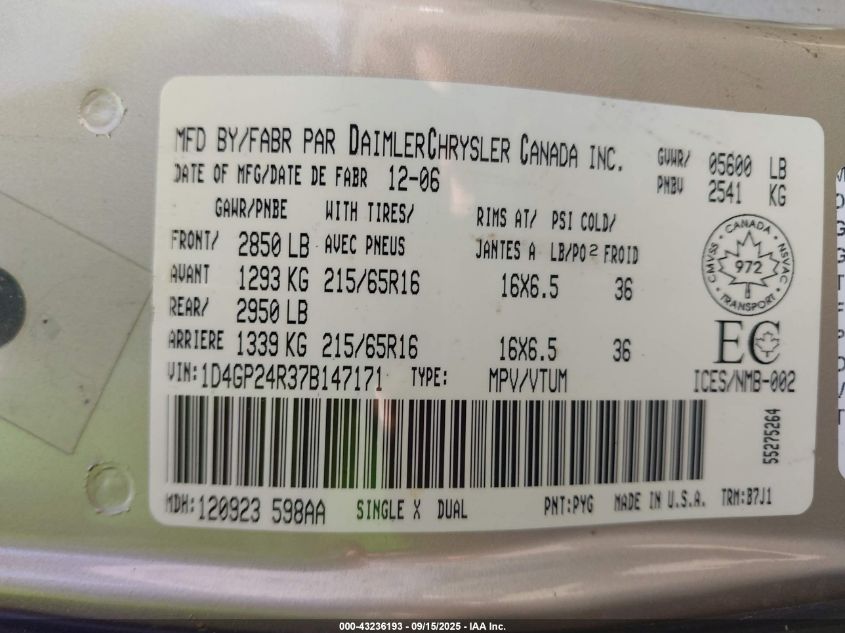 MFD BY/FABR PAR DAIMLERCHRYSLER CANADA INC. GVWR/ 05600 LB
DATE OF MFG/DATE DE FABR 12-06 PNBV 2541 KG
GAWR/PNBE WITH TIRES/ RIMS AT/ PSI COLD/
FRONT/ 2850 LB AVEC PNEUS JANTES A LB/PO² FROID
AVANT 1293 KG 215/65R16 16X6.5 36
REAR/ 2950 LB
ARRIERE 1339 KG 215/65R16 16X6.5 36
CANADA
CMVSS 972 NSVAC
TRANSPORT
EC
VIN:1D4GP24R37B147171 TYPE: MPV/VTUM ICES/NMB-002
55275264
MDH:120923 598AA SINGLE X DUAL PNT:PYG MADE IN U.S.A. TRM:B7J1
000-43236193 - 09/15/2025 - IAA Inc.